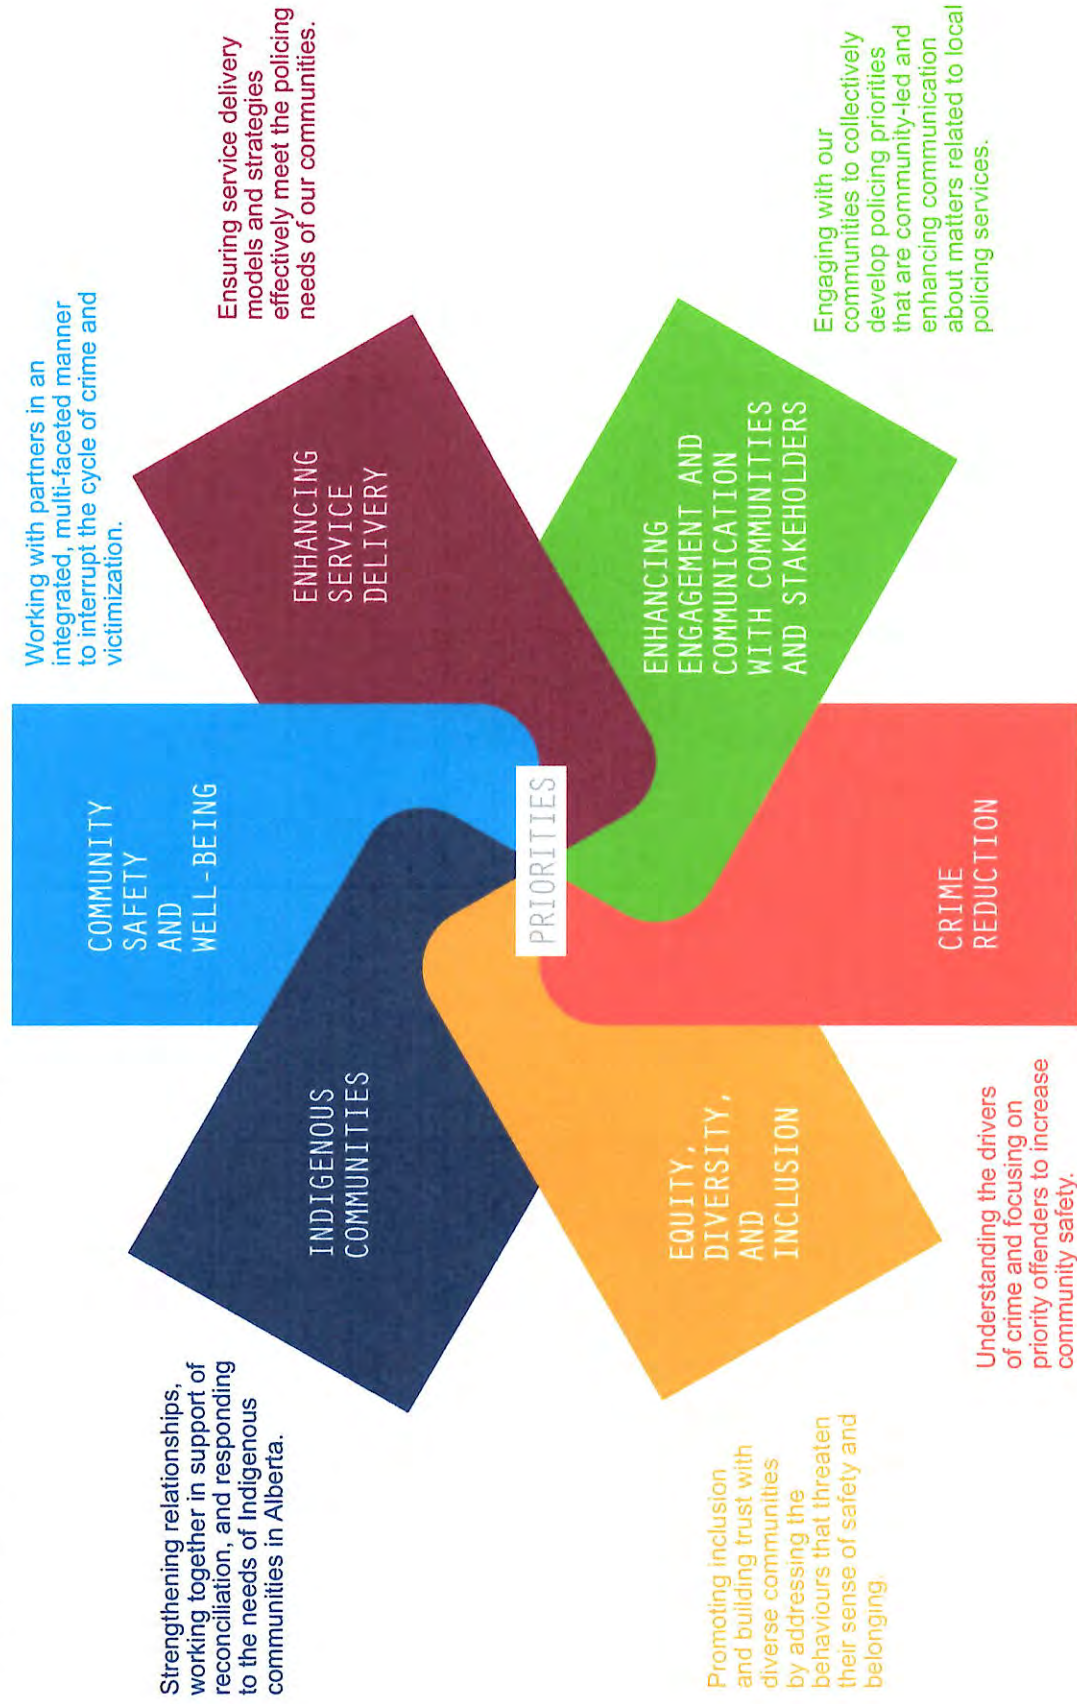 Strengthening relationships,
working together in support of
reconciliation, and responding
to the needs of Indigenous
communities in Alberta.
INDIGENOUS
COMMUNITIES
COMMUNITY
SAFETY
AND
WELL-BEING
Working with partners in an
integrated, multi-faceted manner
to interrupt the cycle of crime and
victimization.
ENHANCING
SERVICE
DELIVERY
Ensuring service delivery
models and strategies
effectively meet the policing
needs of our communities.
PRIORITIES
Promoting inclusion
and building trust with
diverse communities
by addressing the
behaviours that threaten
their sense of safety and
belonging.
EQUITY,
DIVERSITY,
AND
INCLUSION
ENHANCING
ENGAGEMENT AND
COMMUNICATION
WITH COMMUNITIES
AND STAKEHOLDERS
Engaging with our
communities to collectively
develop policing priorities
that are community-led and
enhancing communication
about matters related to local
policing services.
Understanding the drivers
of crime and focusing on
priority offenders to increase
community safety.
CRIME
REDUCTION